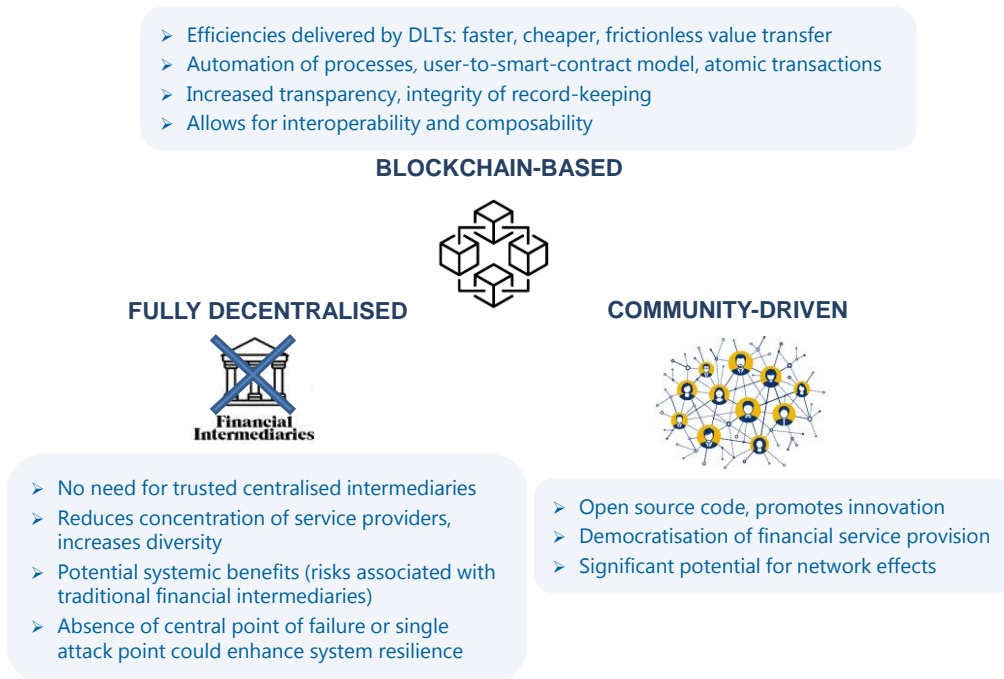 ➢ Efficiencies delivered by DLTs: faster, cheaper, frictionless value transfer
➢ Automation of processes, user-to-smart-contract model, atomic transactions
➢ Increased transparency, integrity of record-keeping
➢ Allows for interoperability and composability
BLOCKCHAIN-BASED
FULLY DECENTRALISED
Financial
Intermediaries
➢ No need for trusted centralised intermediaries
➢ Reduces concentration of service providers,
increases diversity
➢ Potential systemic benefits (risks associated with
traditional financial intermediaries)
➢ Absence of central point of failure or single
attack point could enhance system resilience
COMMUNITY-DRIVEN
➢ Open source code, promotes innovation
➢ Democratisation of financial service provision
➢ Significant potential for network effects